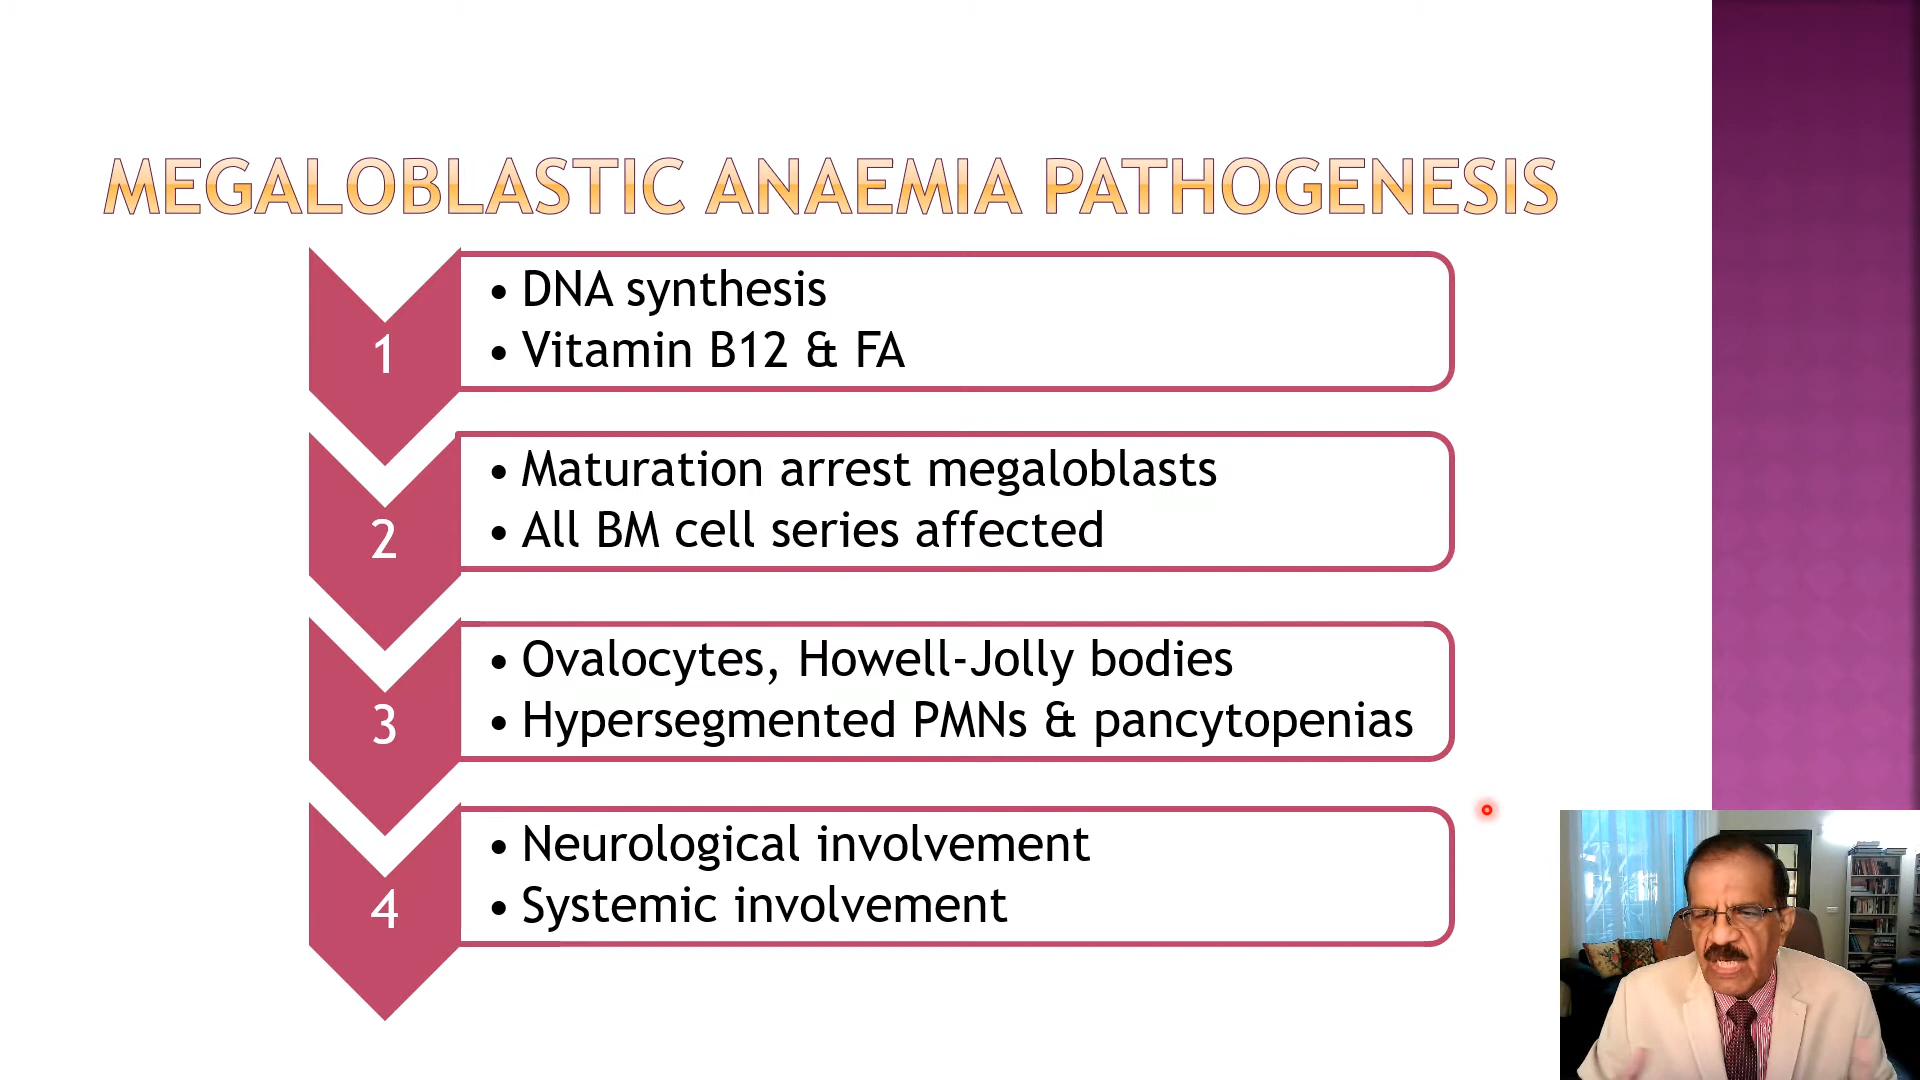 MEGALOBLASTIC ANAEMIA PATHOGENESIS
1
• DNA synthesis
• Vitamin B12 & FA
2
• Maturation arrest megaloblasts
• All BM cell series affected
3
• Ovalocytes, Howell-Jolly bodies
• Hypersegmented PMNs & pancytopenias
4
• Neurological involvement
• Systemic involvement